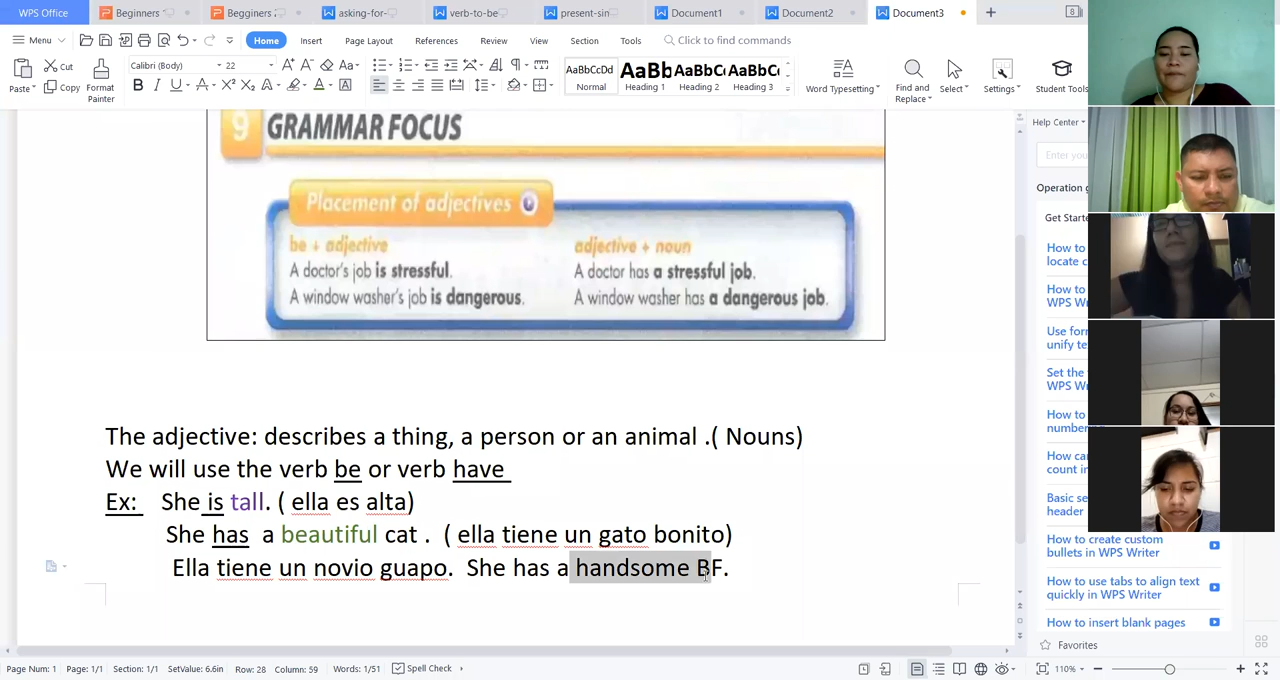 WPS Office Beginners Begginers asking-for- verb-to-be present-sin Document1 Document2 Document3 8
Menu Home Insert Page Layout References Review View Section Tools Click to find commands
Paste Cut Copy Format Painter Calibri (Body) 22 AaBbCcDd Normal AaBb Heading 1 AaBbC Heading 2 AaBbC Heading 3 Word Typesetting Find and Replace Select Settings Student Tools
Help Center
Enter you
Operation g
Get Starte
How to
locate c
How to
WPS Wr
Use for
unify te
Set the
WPS W
How to
number
How ca
count in
Basic se
header
How to create custom
bullets in WPS Writer
How to use tabs to align text
quickly in WPS Writer
How to insert blank pages
Favorites
9 GRAMMAR FOCUS
Placement of adjectives
be + adjective
A doctor's job is stressful.
A window washer's job is dangerous.
adjective + noun
A doctor has a stressful job.
A window washer has a dangerous job.
The adjective: describes a thing, a person or an animal .( Nouns)
We will use the verb be or verb have
Ex: She is tall. ( ella es alta)
She has a beautiful cat . ( ella tiene un gato bonito)
Ella tiene un novio guapo. She has a handsome BF.
Page Num: 1 Page: 1/1 Section: 1/1 SetValue: 6.6in Row: 28 Column: 59 Words: 1/51 Spell Check 110%